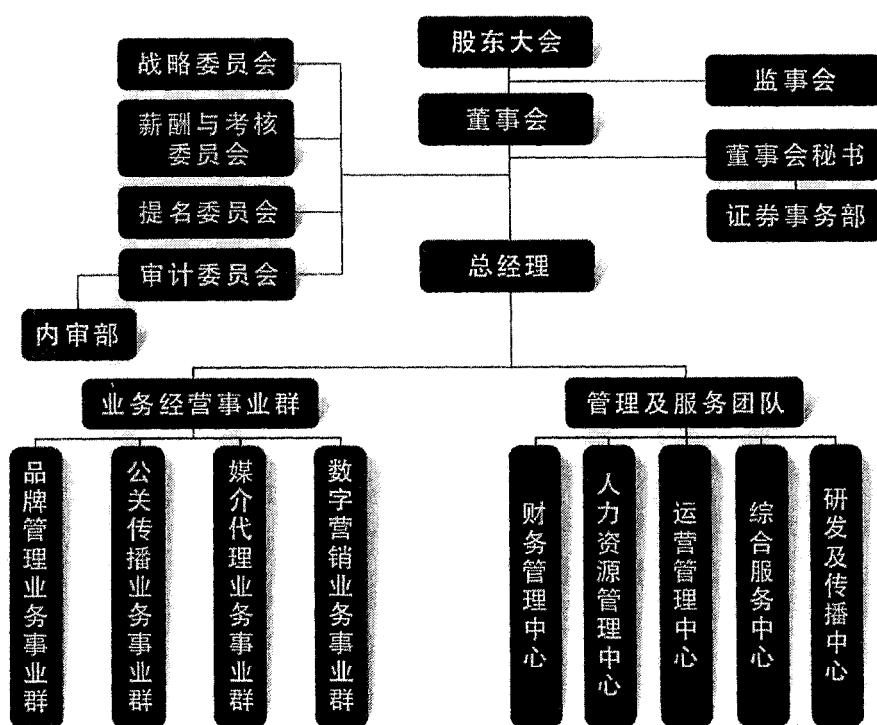 股东大会
战略委员会
监事会
董事会
薪酬与考核
委员会
董事会秘书
提名委员会
证券事务部
总经理
审计委员会
内审部
业务经营事业群
管理及服务团队
品牌管理业务事业群
公关传播业务事业群
媒介代理业务事业群
数字营销业务事业群
财务管理中心
人力资源管理中心
运营管理中心
综合服务中心
研发及传播中心